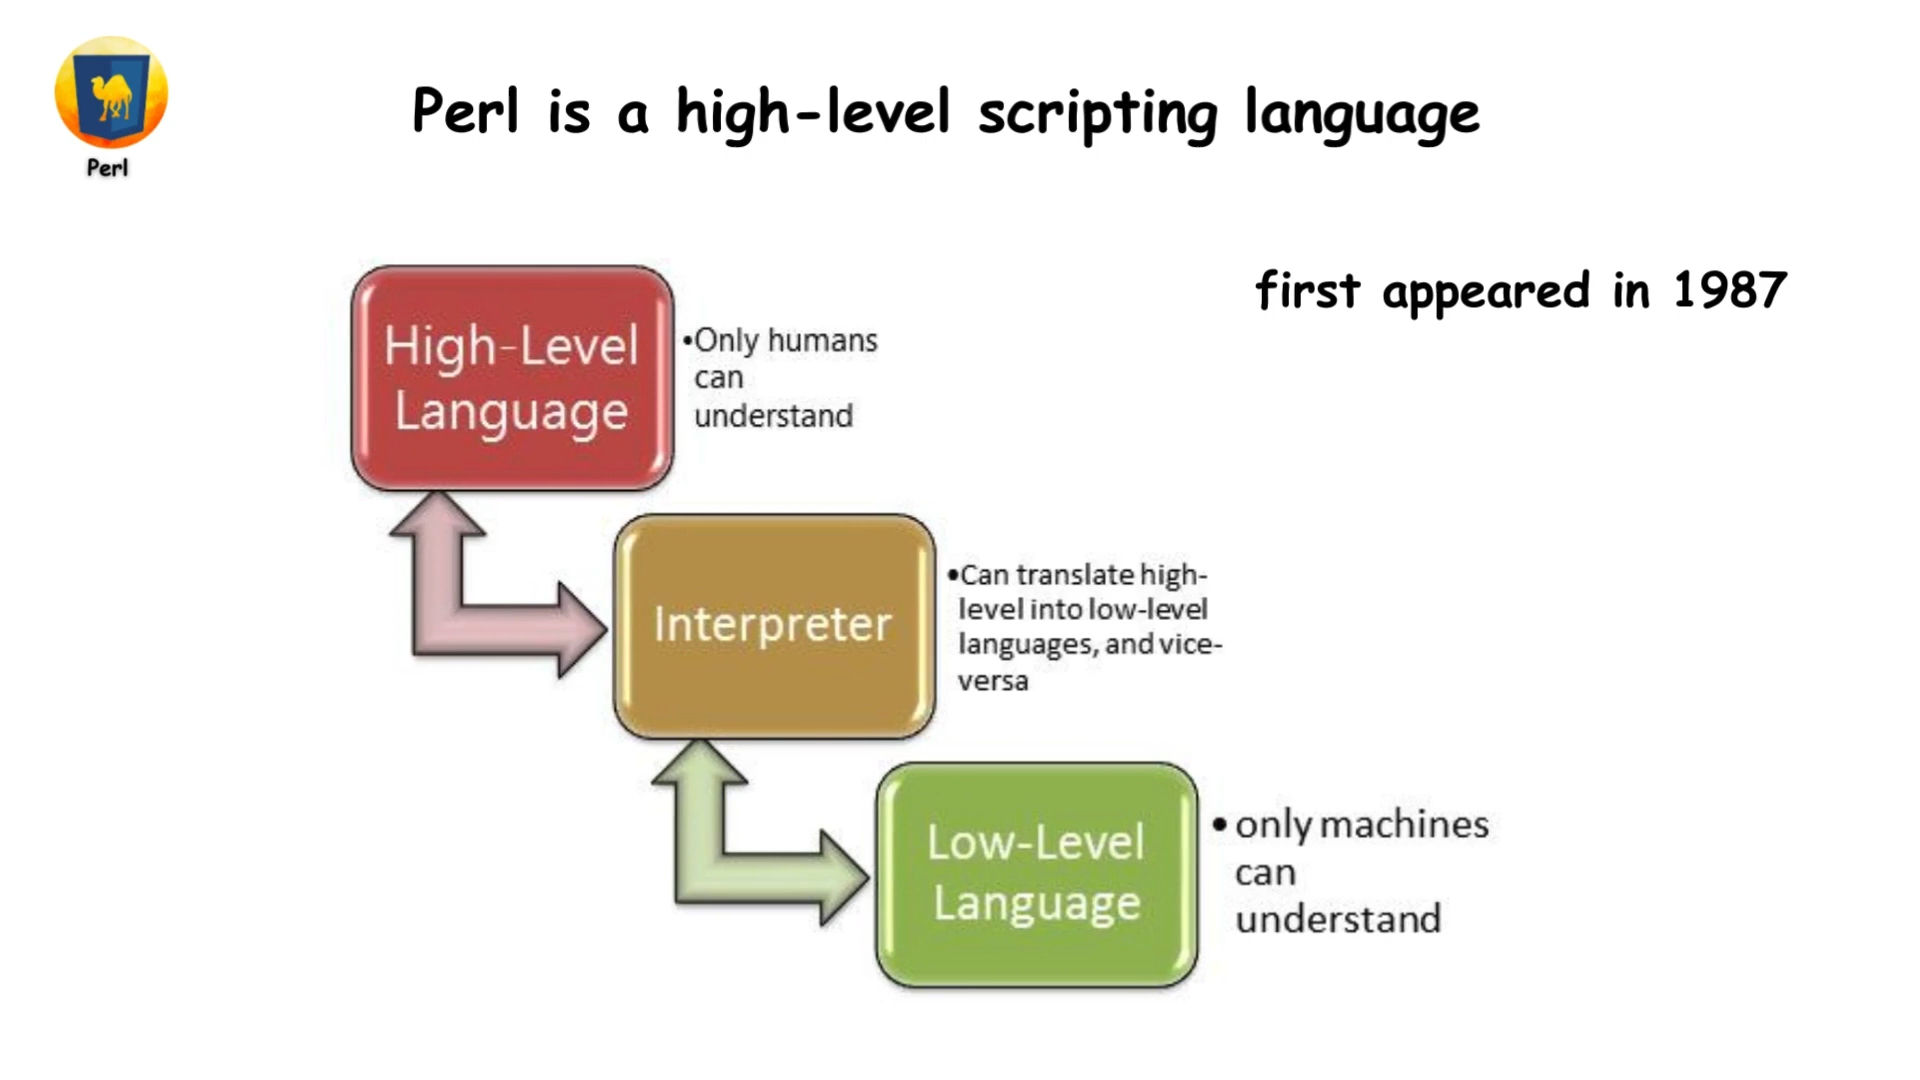 Perl
Perl is a high-level scripting language
first appeared in 1987
High-Level
Language
•Only humans
can
understand
Interpreter
•Can translate high-
level into low-level
languages, and vice-
versa
Low-Level
Language
• only machines
can
understand